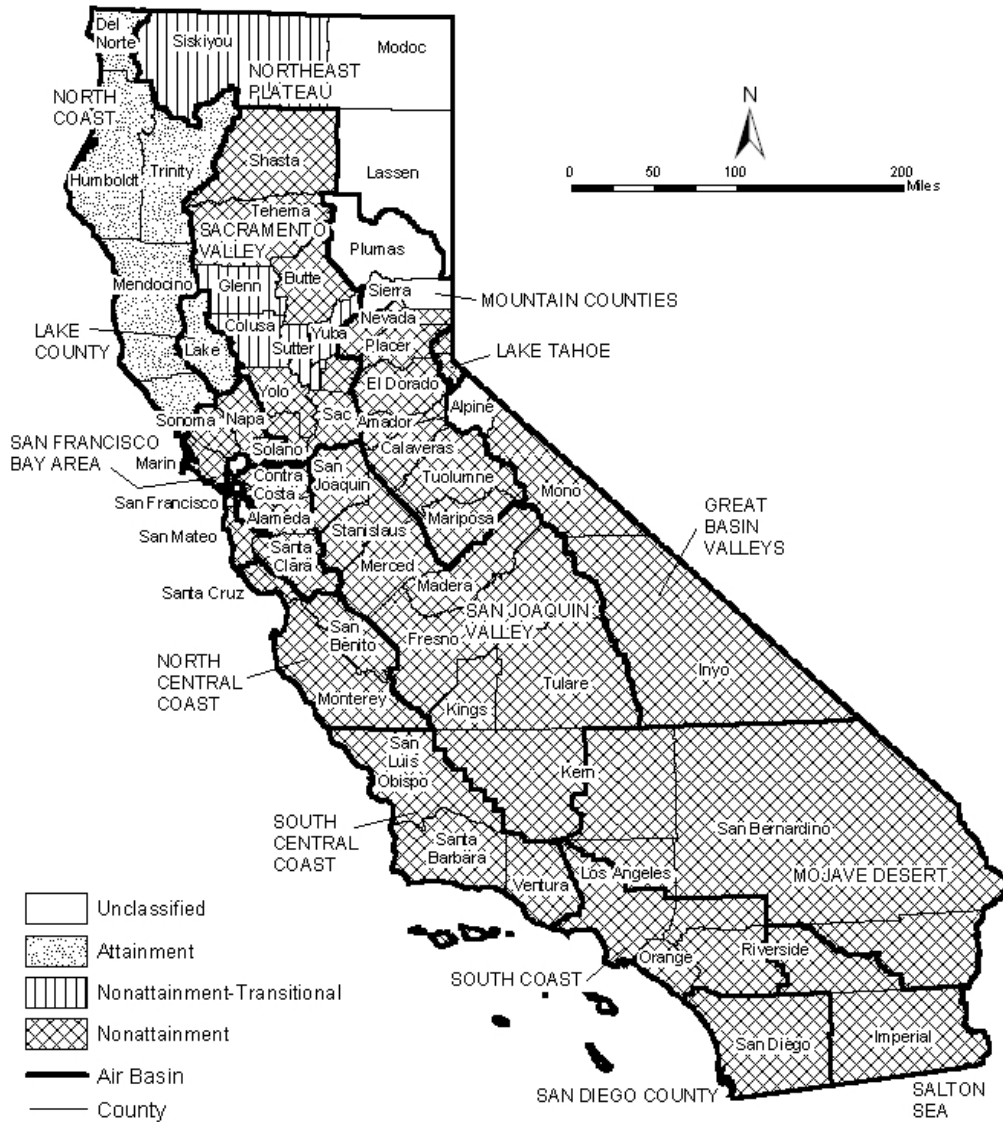 Del
Norte
Siskiyou
Modoc
NORTHEAST
PLATEAU
NORTH
COAST
N
0 50 100 200
Miles
Shasta
Trinity
Humboldt
Lassen
Tehema
SACRAMENTO
VALLEY
Plumas
Butte
Mendocino
Glenn
Sierra
MOUNTAIN COUNTIES
Nevada
Colusa
Yuba
LAKE
COUNTY
Lake
Sutter
Placer
LAKE TAHOE
El Dorado
Yolo
Alpine
Napa
Sac
Amador
Sonoma
Calaveras
SAN FRANCISCO
BAY AREA
Solano
Marin
San
Joaquin
Contra
Costa
Tuolumne
Mono
San Francisco
Alameda
Mariposa
GREAT
BASIN
VALLEYS
Stanislaus
San Mateo
Santa
Clara
Merced
Madera
Santa Cruz
SAN JOAQUIN
VALLEY
San
Benito
Fresno
NORTH
CENTRAL
COAST
Inyo
Tulare
Monterey
Kings
San
Luis
Obispo
Kern
SOUTH
CENTRAL
COAST
San Bernardino
Santa
Barbara
Los Angeles
MOJAVE DESERT
Ventura
Riverside
Orange
SOUTH COAST
San Diego
Imperial
SAN DIEGO COUNTY
SALTON
SEA
Unclassified
Attainment
Nonattainment-Transitional
Nonattainment
Air Basin
County